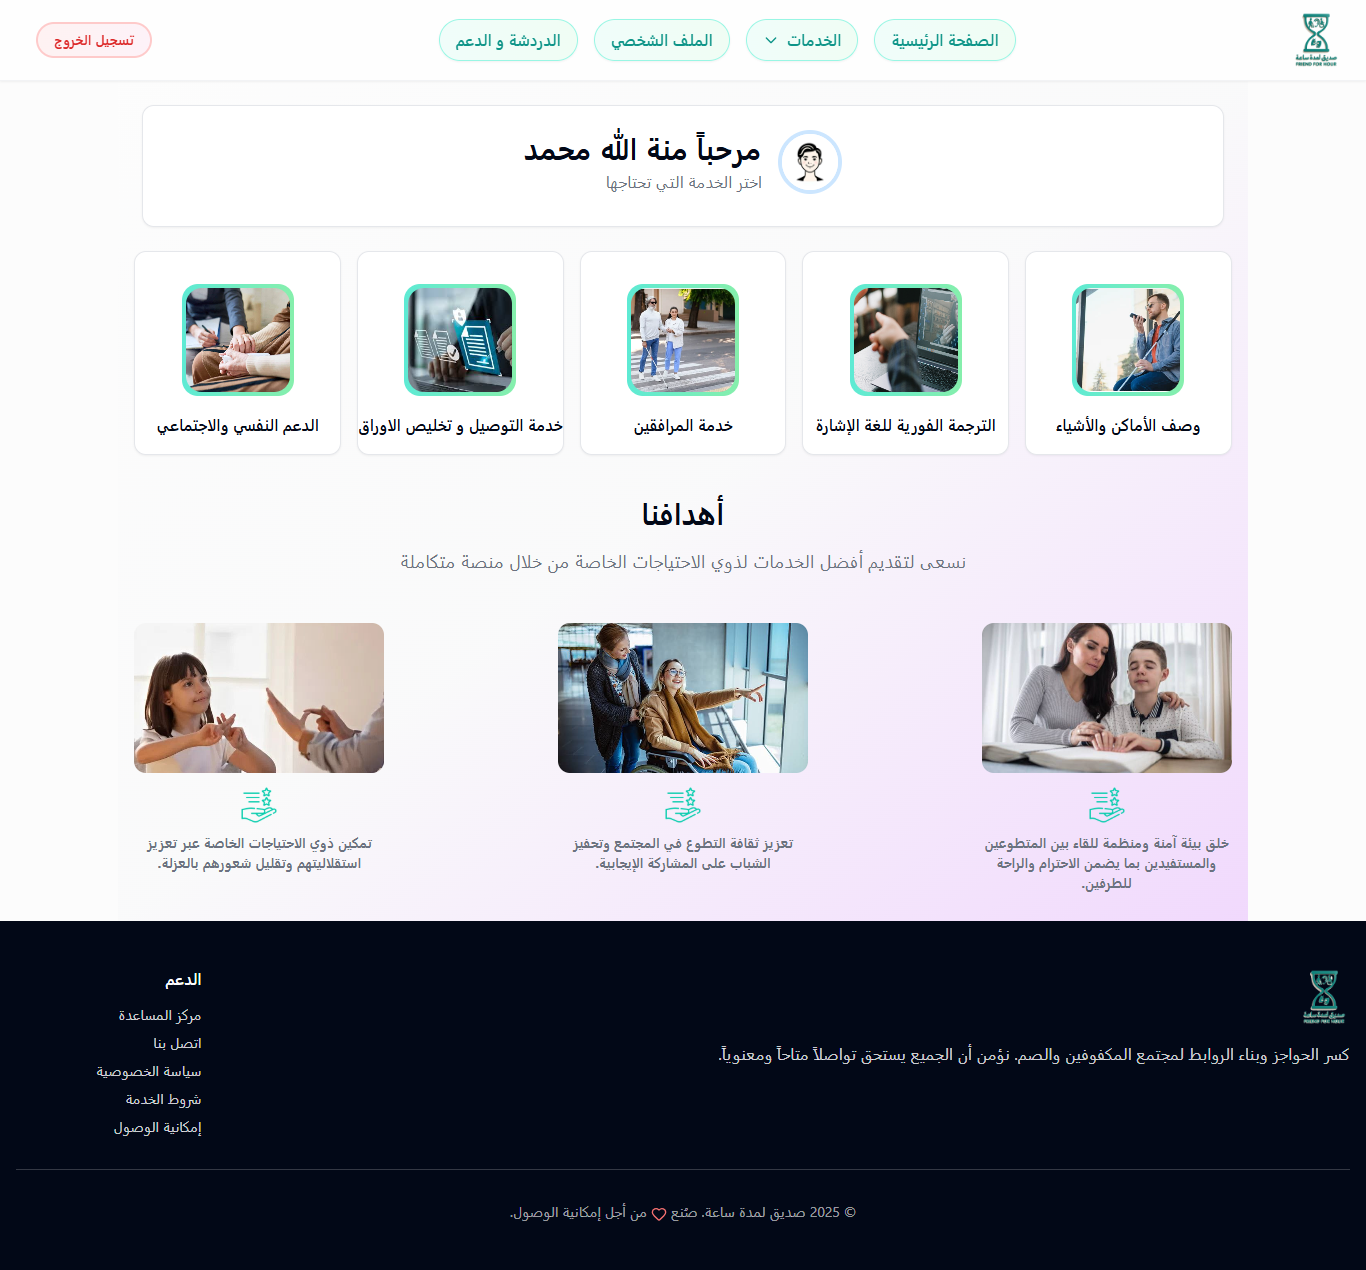 صديق لمدة ساعة
FRIEND FOR HOUR
الصفحة الرئيسية
الخدمات
الملف الشخصي
الدردشة و الدعم
تسجيل الخروج
مرحباً منة الله محمد
اختر الخدمة التي تحتاجها
وصف الأماكن والأشياء
الترجمة الفورية للغة الإشارة
خدمة المرافقين
خدمة التوصيل و تخليص الاوراق
الدعم النفسي والاجتماعي
أهدافنا
نسعى لتقديم أفضل الخدمات لذوي الاحتياجات الخاصة من خلال منصة متكاملة
خلق بيئة آمنة ومنظمة للقاء بين المتطوعين
والمستفيدين بما يضمن الاحترام والراحة
للطرفين.
تعزيز ثقافة التطوع في المجتمع وتحفيز
الشباب على المشاركة الإيجابية.
تمكين ذوي الاحتياجات الخاصة عبر تعزيز
استقلاليتهم وتقليل شعورهم بالعزلة.
صديق لمدة ساعة
كسر الحواجز وبناء الروابط لمجتمع المكفوفين والصم. نؤمن أن الجميع يستحق تواصلاً متاحاً ومعنوياً.
الدعم
مركز المساعدة
اتصل بنا
سياسة الخصوصية
شروط الخدمة
إمكانية الوصول
© 2025 صديق لمدة ساعة. صُنع من أجل إمكانية الوصول.